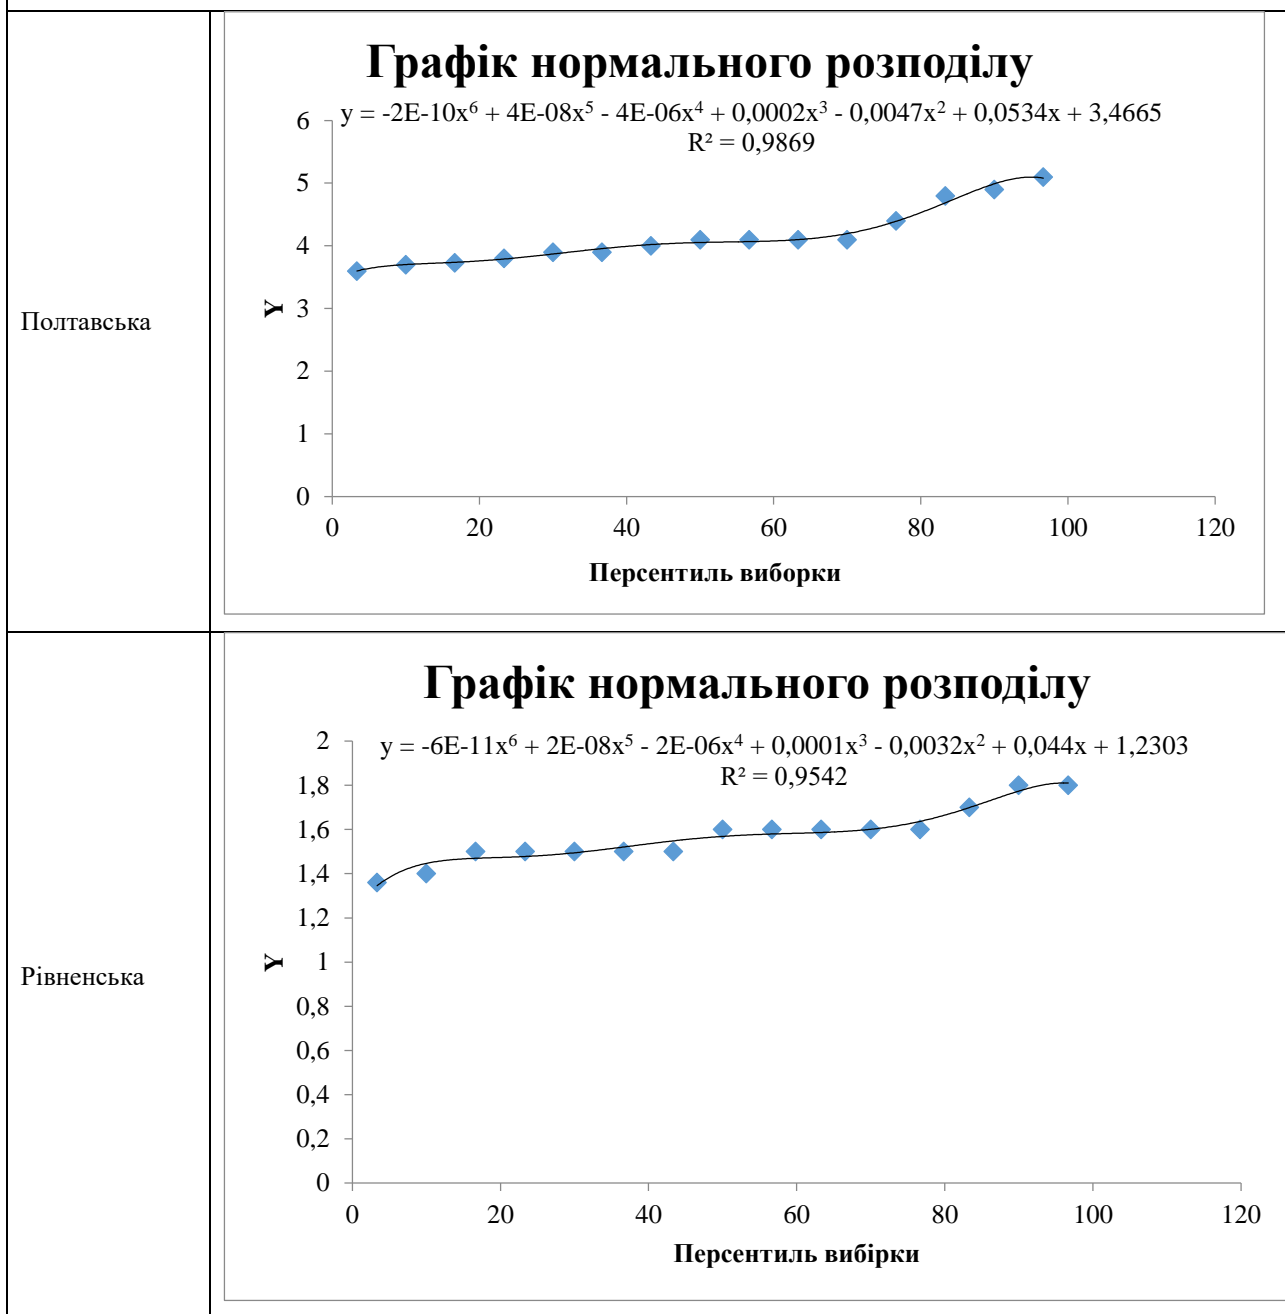 Полтавська
Графік нормального розподілу
y = -2E-10x⁶ + 4E-08x⁵ - 4E-06x⁴ + 0,0002x³ - 0,0047x² + 0,0534x + 3,4665
R² = 0,9869
6
5
4
3
2
1
0
Y
0 20 40 60 80 100 120
Персентиль виборки
Рівненська
Графік нормального розподілу
y = -6E-11x⁶ + 2E-08x⁵ - 2E-06x⁴ + 0,0001x³ - 0,0032x² + 0,044x + 1,2303
R² = 0,9542
2
1,8
1,6
1,4
1,2
1
0,8
0,6
0,4
0,2
0
Y
0 20 40 60 80 100 120
Персентиль вибірки